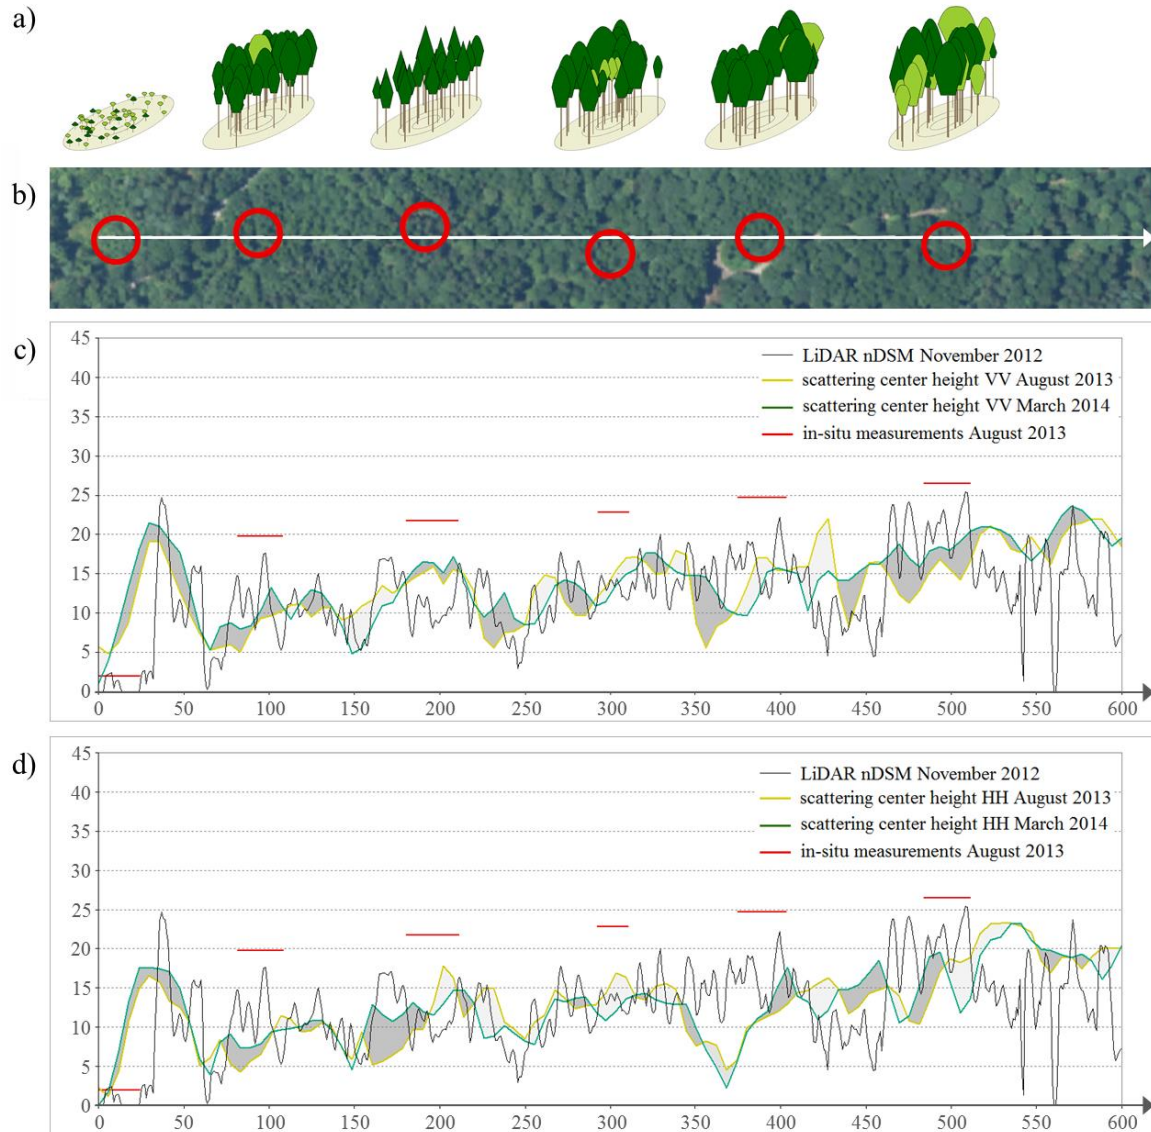 a)
b)
c)
45
40
35
30
25
20
15
10
5
0
LiDAR nDSM November 2012
scattering center height VV August 2013
scattering center height VV March 2014
in-situ measurements August 2013
0 50 100 150 200 250 300 350 400 450 500 550 600
d)
45
40
35
30
25
20
15
10
5
0
LiDAR nDSM November 2012
scattering center height HH August 2013
scattering center height HH March 2014
in-situ measurements August 2013
0 50 100 150 200 250 300 350 400 450 500 550 600